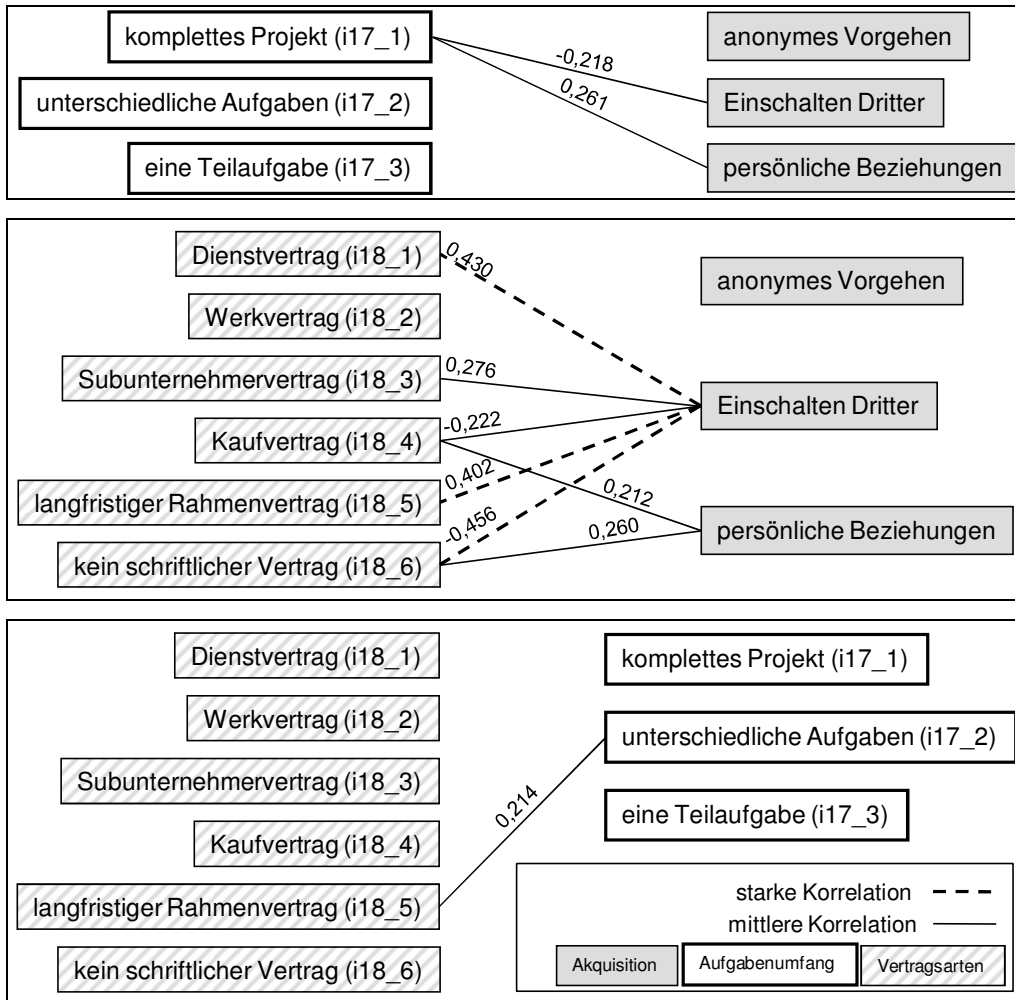 komplettes Projekt (i17_1)
unterschiedliche Aufgaben (i17_2)
eine Teilaufgabe (i17_3)
-0,218
0,261
anonymes Vorgehen
Einschalten Dritter
persönliche Beziehungen
Dienstvertrag (i18_1)
Werkvertrag (i18_2)
Subunternehmervertrag (i18_3)
Kaufvertrag (i18_4)
langfristiger Rahmenvertrag (i18_5)
kein schriftlicher Vertrag (i18_6)
0,430
0,276
-0,222
0,402
-0,456
0,212
0,260
anonymes Vorgehen
Einschalten Dritter
persönliche Beziehungen
Dienstvertrag (i18_1)
Werkvertrag (i18_2)
Subunternehmervertrag (i18_3)
Kaufvertrag (i18_4)
langfristiger Rahmenvertrag (i18_5)
kein schriftlicher Vertrag (i18_6)
0,214
komplettes Projekt (i17_1)
unterschiedliche Aufgaben (i17_2)
eine Teilaufgabe (i17_3)
starke Korrelation
mittlere Korrelation
Akquisition
Aufgabenumfang
Vertragsarten